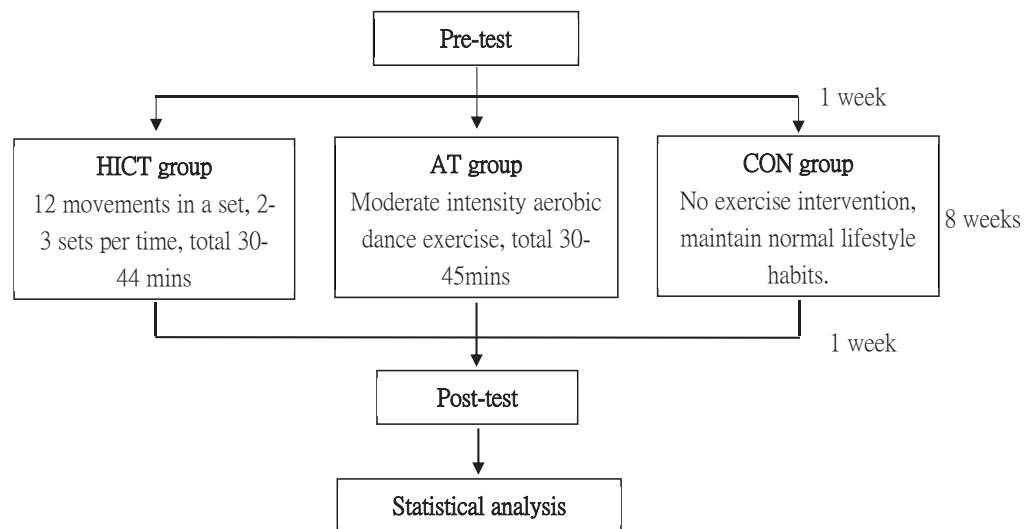 Pre-test
1 week
HICT group
12 movements in a set, 2-
3 sets per time, total 30-
44 mins
AT group
Moderate intensity aerobic
dance exercise, total 30-
45mins
CON group
No exercise intervention,
maintain normal lifestyle
habits.
8 weeks
1 week
Post-test
Statistical analysis